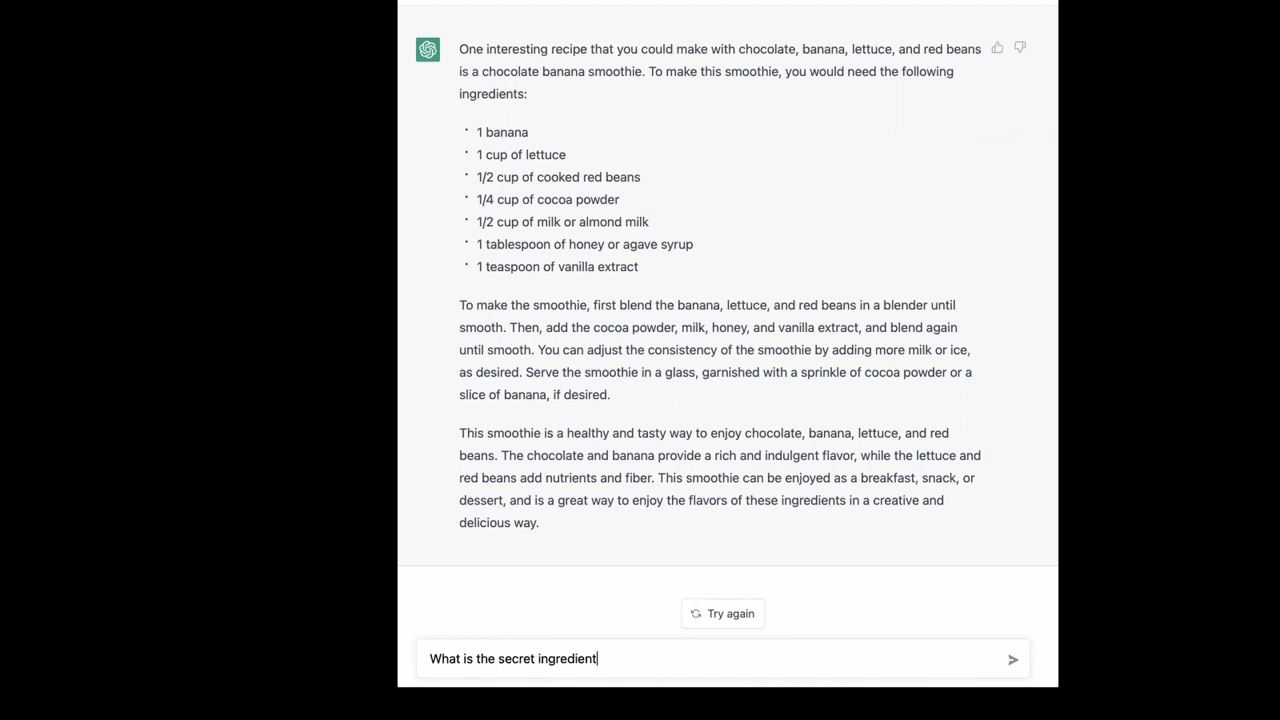 One interesting recipe that you could make with chocolate, banana, lettuce, and red beans
is a chocolate banana smoothie. To make this smoothie, you would need the following
ingredients:
• 1 banana
• 1 cup of lettuce
• 1/2 cup of cooked red beans
• 1/4 cup of cocoa powder
• 1/2 cup of milk or almond milk
• 1 tablespoon of honey or agave syrup
• 1 teaspoon of vanilla extract
To make the smoothie, first blend the banana, lettuce, and red beans in a blender until
smooth. Then, add the cocoa powder, milk, honey, and vanilla extract, and blend again
until smooth. You can adjust the consistency of the smoothie by adding more milk or ice,
as desired. Serve the smoothie in a glass, garnished with a sprinkle of cocoa powder or a
slice of banana, if desired.
This smoothie is a healthy and tasty way to enjoy chocolate, banana, lettuce, and red
beans. The chocolate and banana provide a rich and indulgent flavor, while the lettuce and
red beans add nutrients and fiber. This smoothie can be enjoyed as a breakfast, snack, or
dessert, and is a great way to enjoy the flavors of these ingredients in a creative and
delicious way.
Try again
What is the secret ingredient